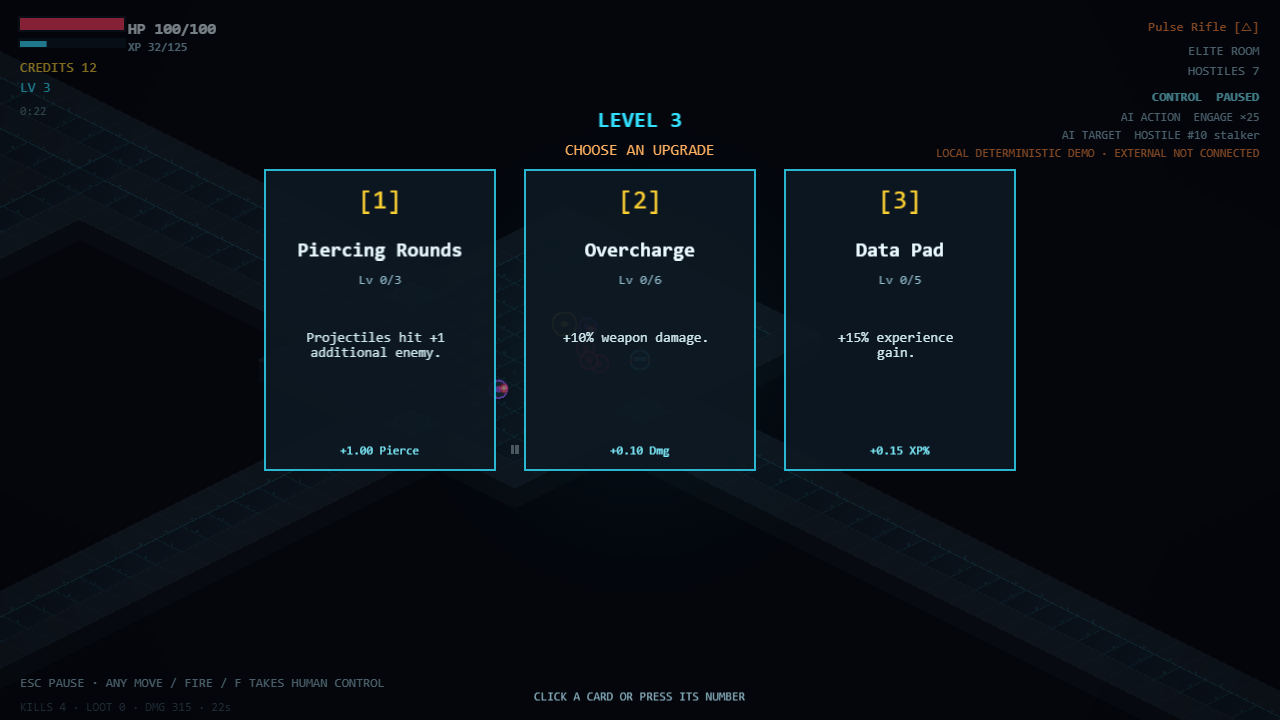 HP 100/100
XP 32/125
CREDITS 12
LV 3
0:22
Pulse Rifle [△]
ELITE ROOM
HOSTILES 7
CONTROL PAUSED
AI ACTION ENGAGE ×25
AI TARGET HOSTILE #10 stalker
LOCAL DETERMINISTIC DEMO · EXTERNAL NOT CONNECTED
LEVEL 3
CHOOSE AN UPGRADE
[1]
Piercing Rounds
Lv 0/3
Projectiles hit +1
additional enemy.
+1.00 Pierce
[2]
Overcharge
Lv 0/6
+10% weapon damage.
+0.10 Dmg
[3]
Data Pad
Lv 0/5
+15% experience
gain.
+0.15 XP%
ESC PAUSE · ANY MOVE / FIRE / F TAKES HUMAN CONTROL
KILLS 4 · LOOT 0 · DMG 315 · 22s
CLICK A CARD OR PRESS ITS NUMBER